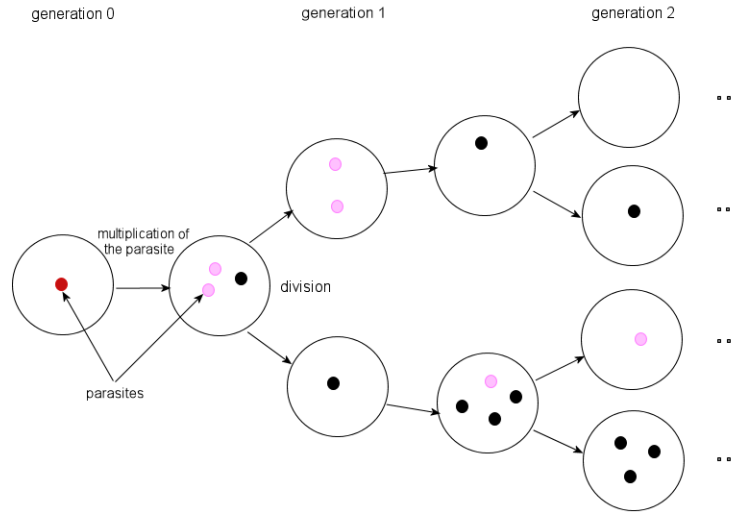 generation 0
generation 1
generation 2
multiplication of
the parasite
division
parasites